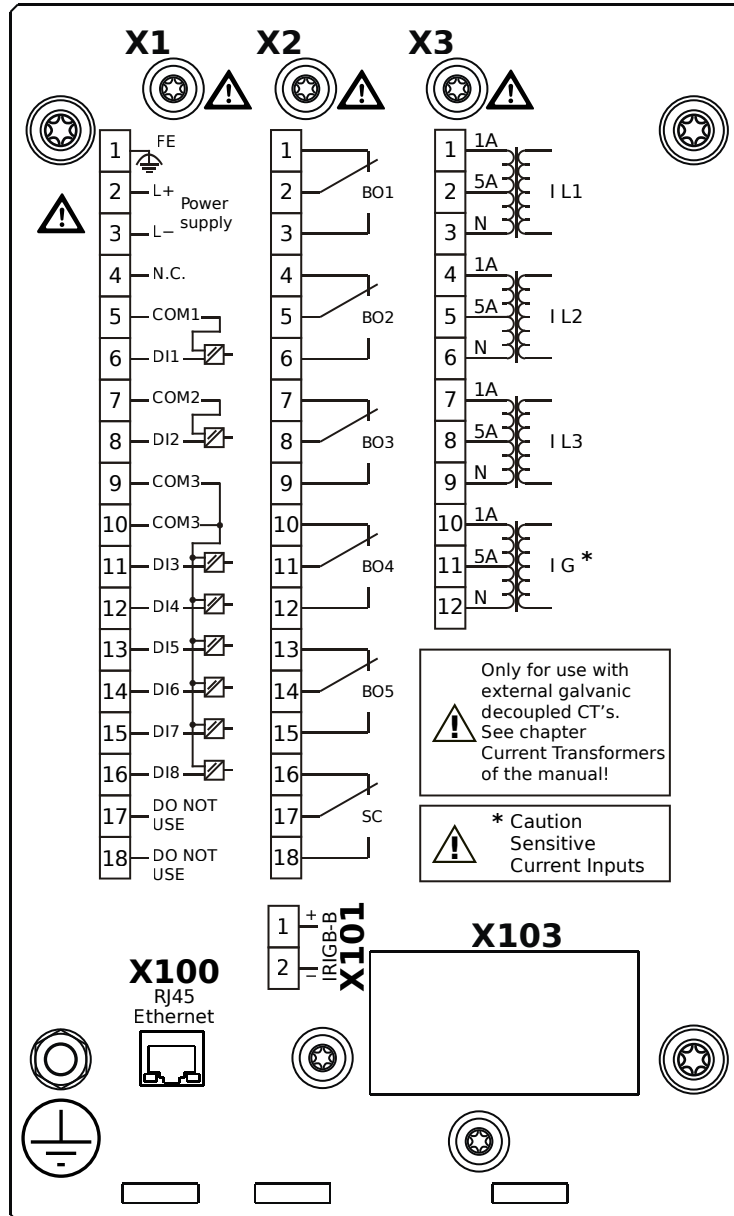 X1 X2 X3
1 FE
2 L+
Power
supply
3 L−
4 N.C.
5 COM1
6 DI1
7 COM2
8 DI2
9 COM3
10 COM3
11 DI3
12 DI4
13 DI5
14 DI6
15 DI7
16 DI8
17 DO NOT
USE
18 DO NOT
USE
1
2 BO1
3
4
5 BO2
6
7
8 BO3
9
10
11 BO4
12
13
14 BO5
15
16
17 SC
18
1 1A
2 5A I L1
3 N
4 1A
5 5A I L2
6 N
7 1A
8 5A I L3
9 N
10 1A
11 5A I G *
12 N
! Only for use with
external galvanic
decoupled CT's.
See chapter
Current Transformers
of the manual!
! * Caution
Sensitive
Current Inputs
1 +
2 −
IRIGB-B
X101
X103
X100
RJ45
Ethernet